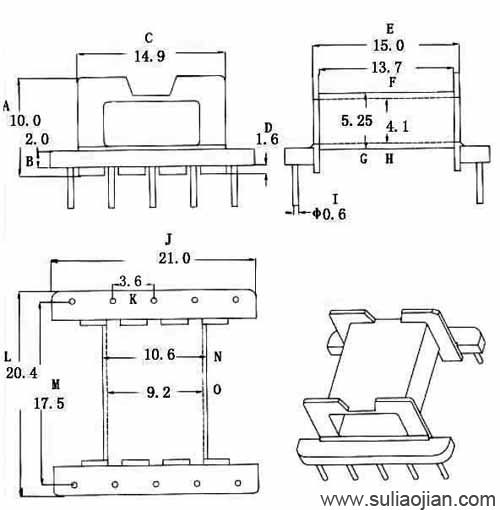 C
14.9
A
10.0
2.0
B
D
1.6
E
15.0
13.7
F
5.25
4.1
G H
I
Φ0.6
J
21.0
3.6
K
L
20.4
M
17.5
10.6 N
9.2 O
www.suliaojian.com